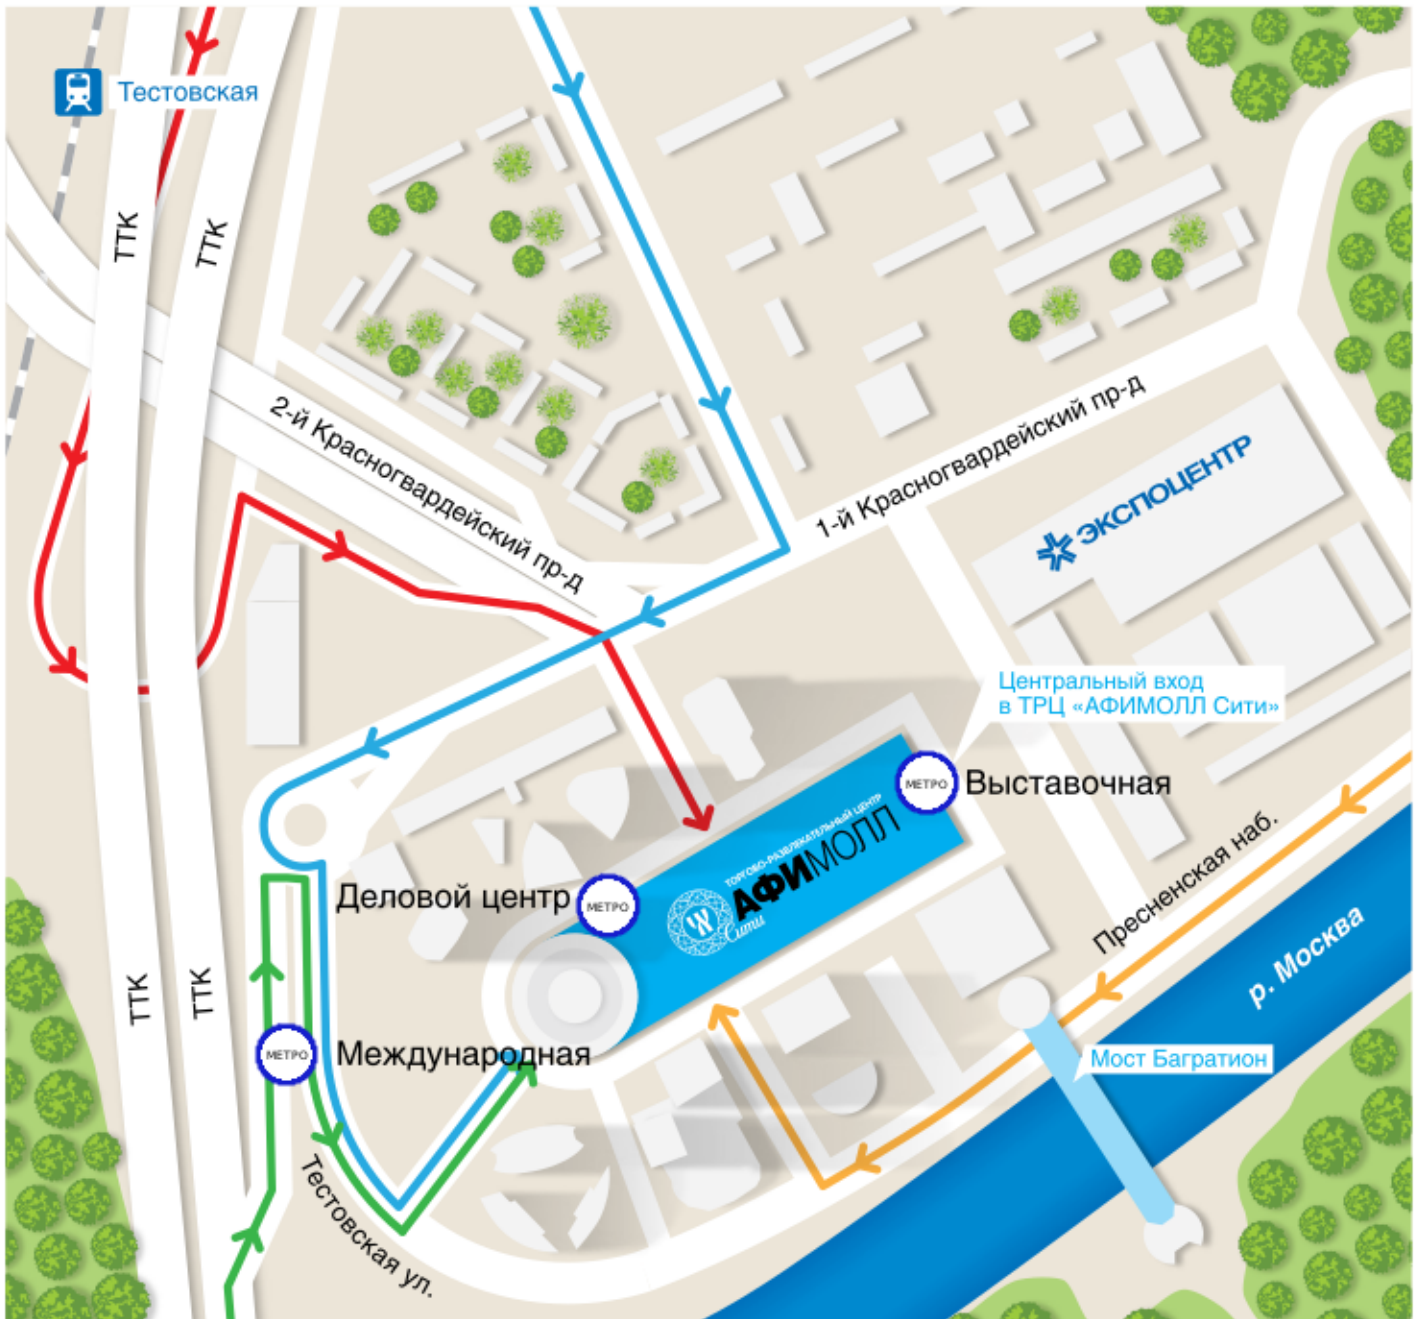 Тестовская
ТТК
ТТК
2-й Красногвардейский пр-д
1-й Красногвардейский пр-д
ЭКСПОЦЕНТР
Центральный вход
в ТРЦ «АФИМОЛЛ Сити»
МЕТРО
Выставочная
ТОРГОВО-РАЗВЛЕКАТЕЛЬНЫЙ ЦЕНТР
АФИМОЛЛ
Сити
Деловой центр
МЕТРО
Пресненская наб.
р. Москва
ТТК
ТТК
МЕТРО
Международная
Мост Багратион
Тестовская ул.